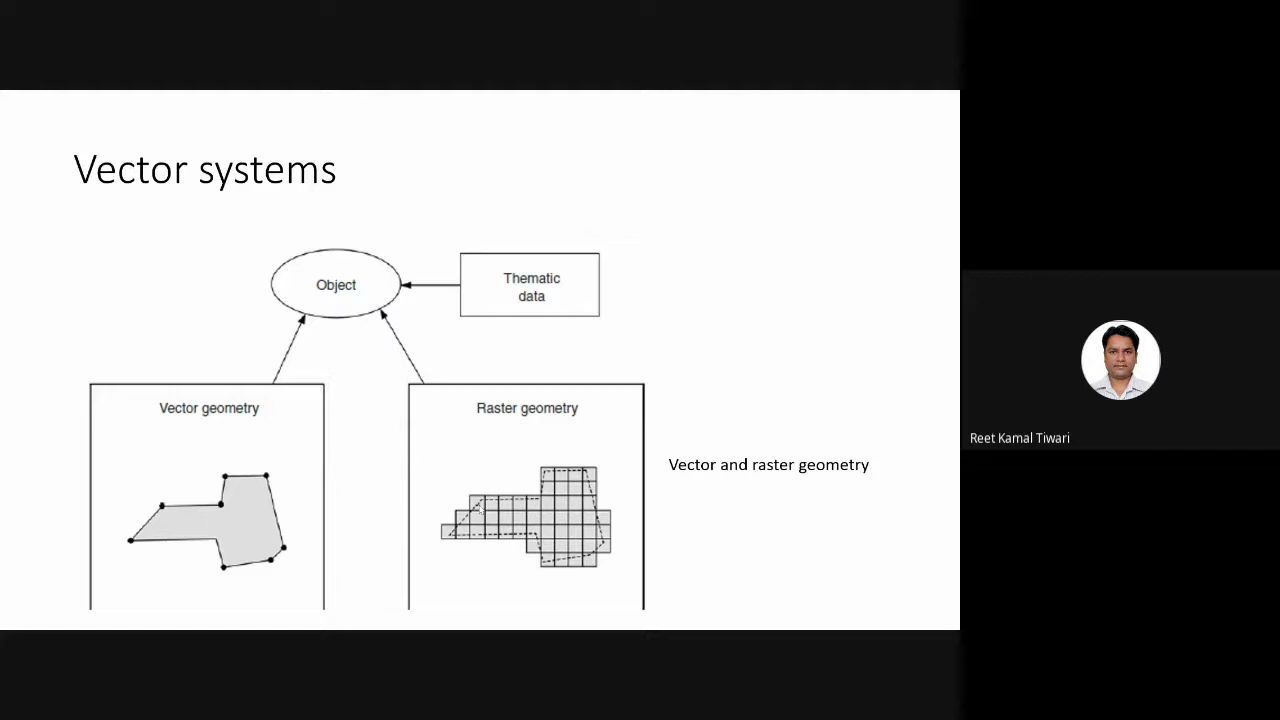 Vector systems
Object
Thematic
data
Vector geometry
Raster geometry
Vector and raster geometry
Reet Kamal Tiwari